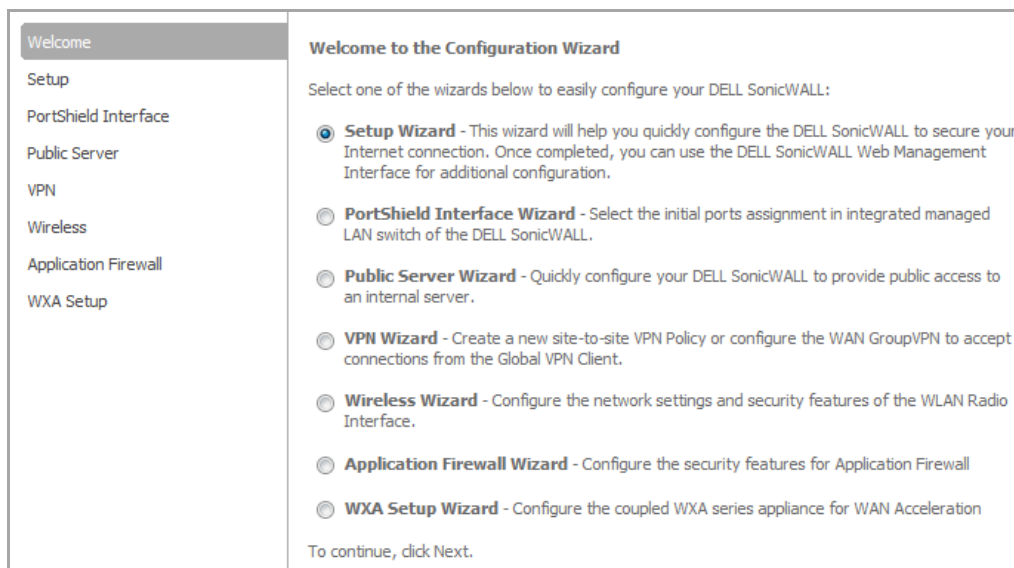 Welcome
Setup
PortShield Interface
Public Server
VPN
Wireless
Application Firewall
WXA Setup
Welcome to the Configuration Wizard
Select one of the wizards below to easily configure your DELL SonicWALL:
Setup Wizard - This wizard will help you quickly configure the DELL SonicWALL to secure your
Internet connection. Once completed, you can use the DELL SonicWALL Web Management
Interface for additional configuration.
PortShield Interface Wizard - Select the initial ports assignment in integrated managed
LAN switch of the DELL SonicWALL.
Public Server Wizard - Quickly configure your DELL SonicWALL to provide public access to
an internal server.
VPN Wizard - Create a new site-to-site VPN Policy or configure the WAN GroupVPN to accept
connections from the Global VPN Client.
Wireless Wizard - Configure the network settings and security features of the WLAN Radio
Interface.
Application Firewall Wizard - Configure the security features for Application Firewall
WXA Setup Wizard - Configure the coupled WXA series appliance for WAN Acceleration
To continue, click Next.